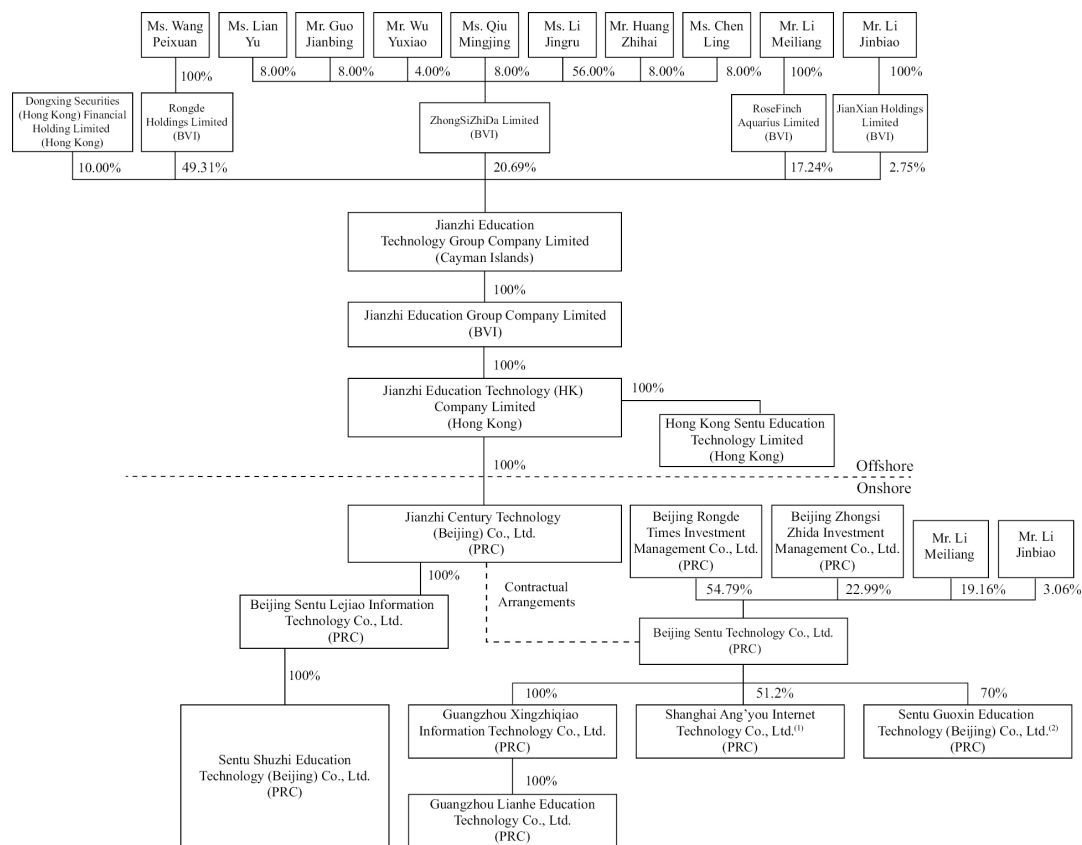 Ms. Wang
Peixuan
Ms. Lian
Yu
Mr. Guo
Jianbing
Mr. Wu
Yuxiao
Ms. Qiu
Mingjing
Ms. Li
Jingru
Mr. Huang
Zhihai
Ms. Chen
Ling
Mr. Li
Meiliang
Mr. Li
Jinbiao
100%
8.00%
8.00%
4.00%
8.00%
56.00%
8.00%
8.00%
100%
100%
Dongxing Securities
(Hong Kong) Financial
Holding Limited
(Hong Kong)
Rongde
Holdings Limited
(BVI)
ZhongSiZhiDa Limited
(BVI)
RoseFinch
Aquarius Limited
(BVI)
JianXian Holdings
Limited
(BVI)
10.00%
49.31%
20.69%
17.24%
2.75%
Jianzhi Education
Technology Group Company Limited
(Cayman Islands)
100%
Jianzhi Education Group Company Limited
(BVI)
100%
Jianzhi Education Technology (HK)
Company Limited
(Hong Kong)
100%
Hong Kong Sentu Education
Technology Limited
(Hong Kong)
100%
Offshore
Onshore
Jianzhi Century Technology
(Beijing) Co., Ltd.
(PRC)
Beijing Rongde
Times Investment
Management Co., Ltd.
(PRC)
Beijing Zhongsi
Zhida Investment
Management Co., Ltd.
(PRC)
Mr. Li
Meiliang
Mr. Li
Jinbiao
100%
Contractual
Arrangements
54.79%
22.99%
19.16%
3.06%
Beijing Sentu Lejiao Information
Technology Co., Ltd.
(PRC)
Beijing Sentu Technology Co., Ltd.
(PRC)
100%
100%
51.2%
70%
Sentu Shuzhi Education
Technology (Beijing) Co., Ltd.
(PRC)
Guangzhou Xingzhiqiao
Information Technology Co., Ltd.
(PRC)
Shanghai Ang’you Internet
Technology Co., Ltd.(1)
(PRC)
Sentu Guoxin Education
Technology (Beijing) Co., Ltd.(2)
(PRC)
100%
Guangzhou Lianhe Education
Technology Co., Ltd.
(PRC)